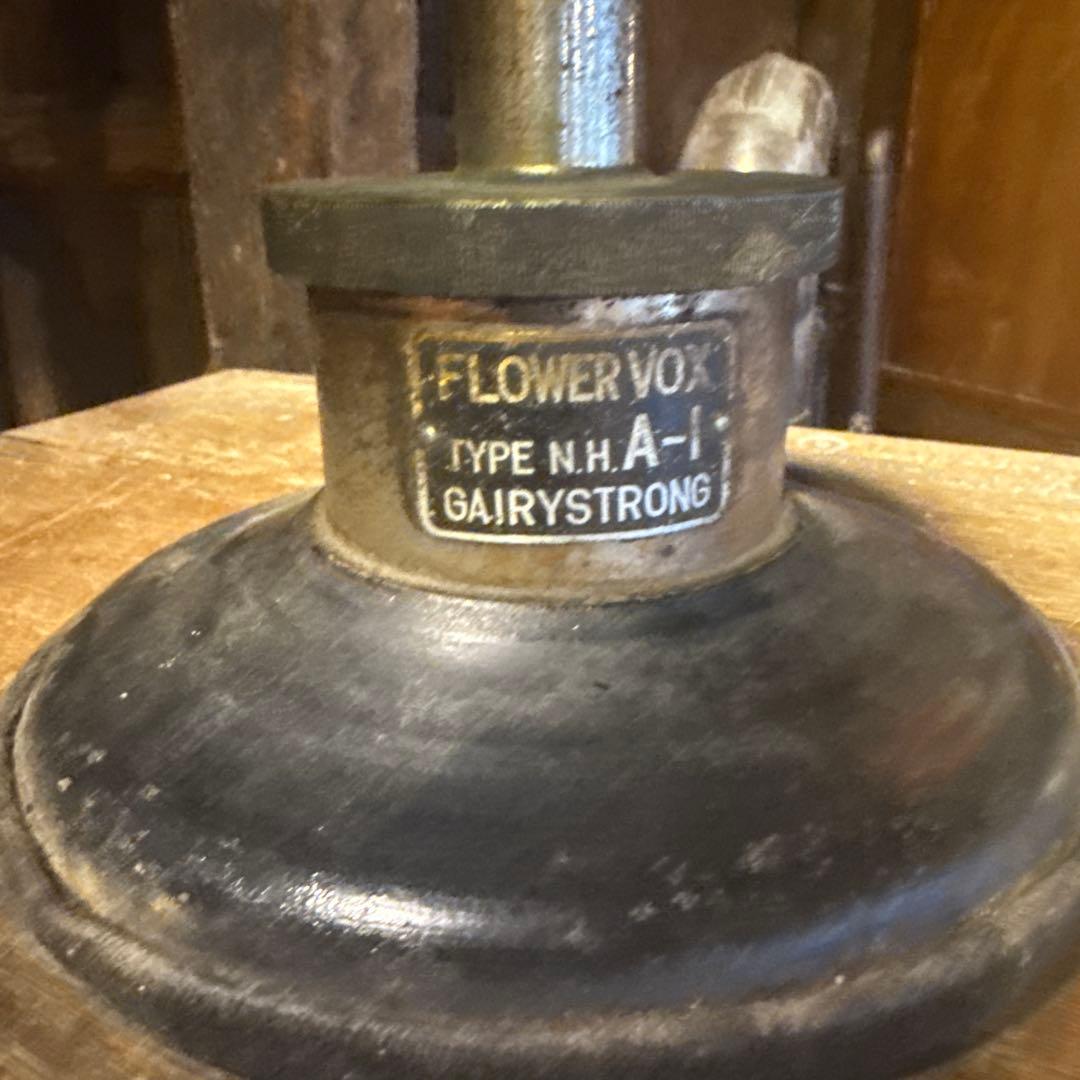 FLOWER VOX
TYPE N.H. A-1
GAIRYSTRONG